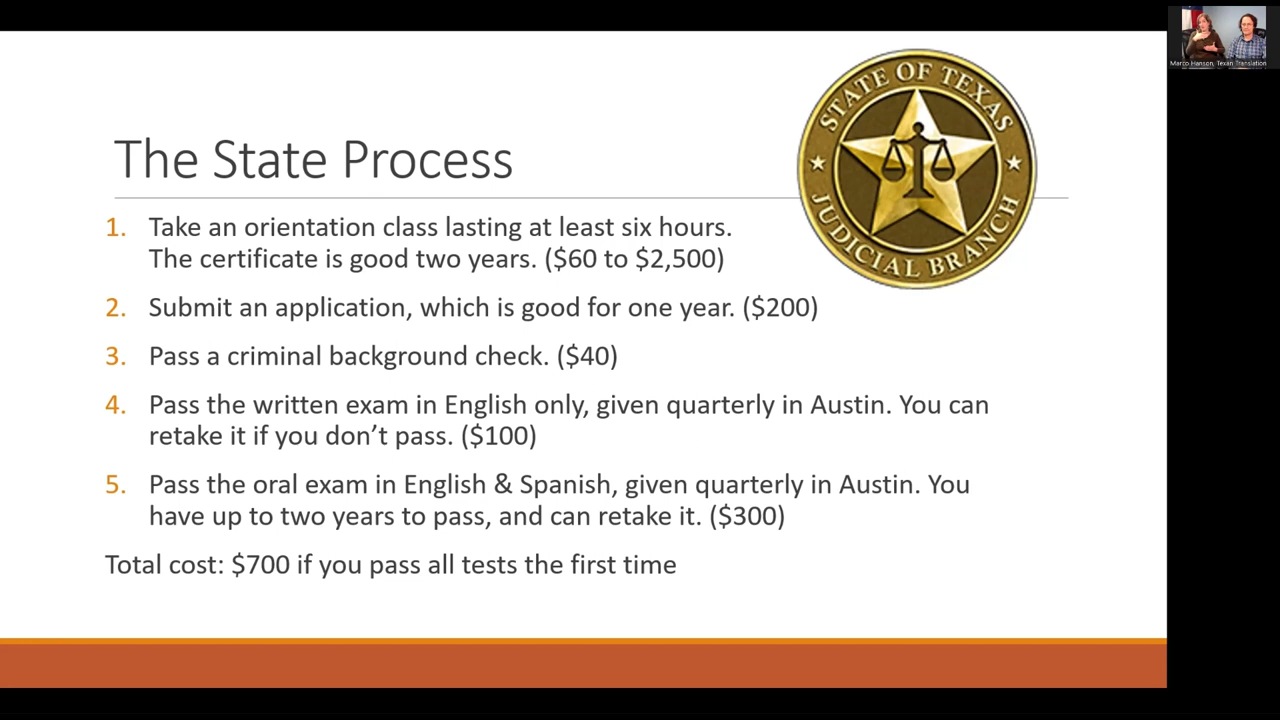 Marco Hanson, Texan Translation
STATE OF TEXAS
JUDICIAL BRANCH
The State Process
1. Take an orientation class lasting at least six hours.
The certificate is good two years. ($60 to $2,500)
2. Submit an application, which is good for one year. ($200)
3. Pass a criminal background check. ($40)
4. Pass the written exam in English only, given quarterly in Austin. You can
retake it if you don’t pass. ($100)
5. Pass the oral exam in English & Spanish, given quarterly in Austin. You
have up to two years to pass, and can retake it. ($300)
Total cost: $700 if you pass all tests the first time